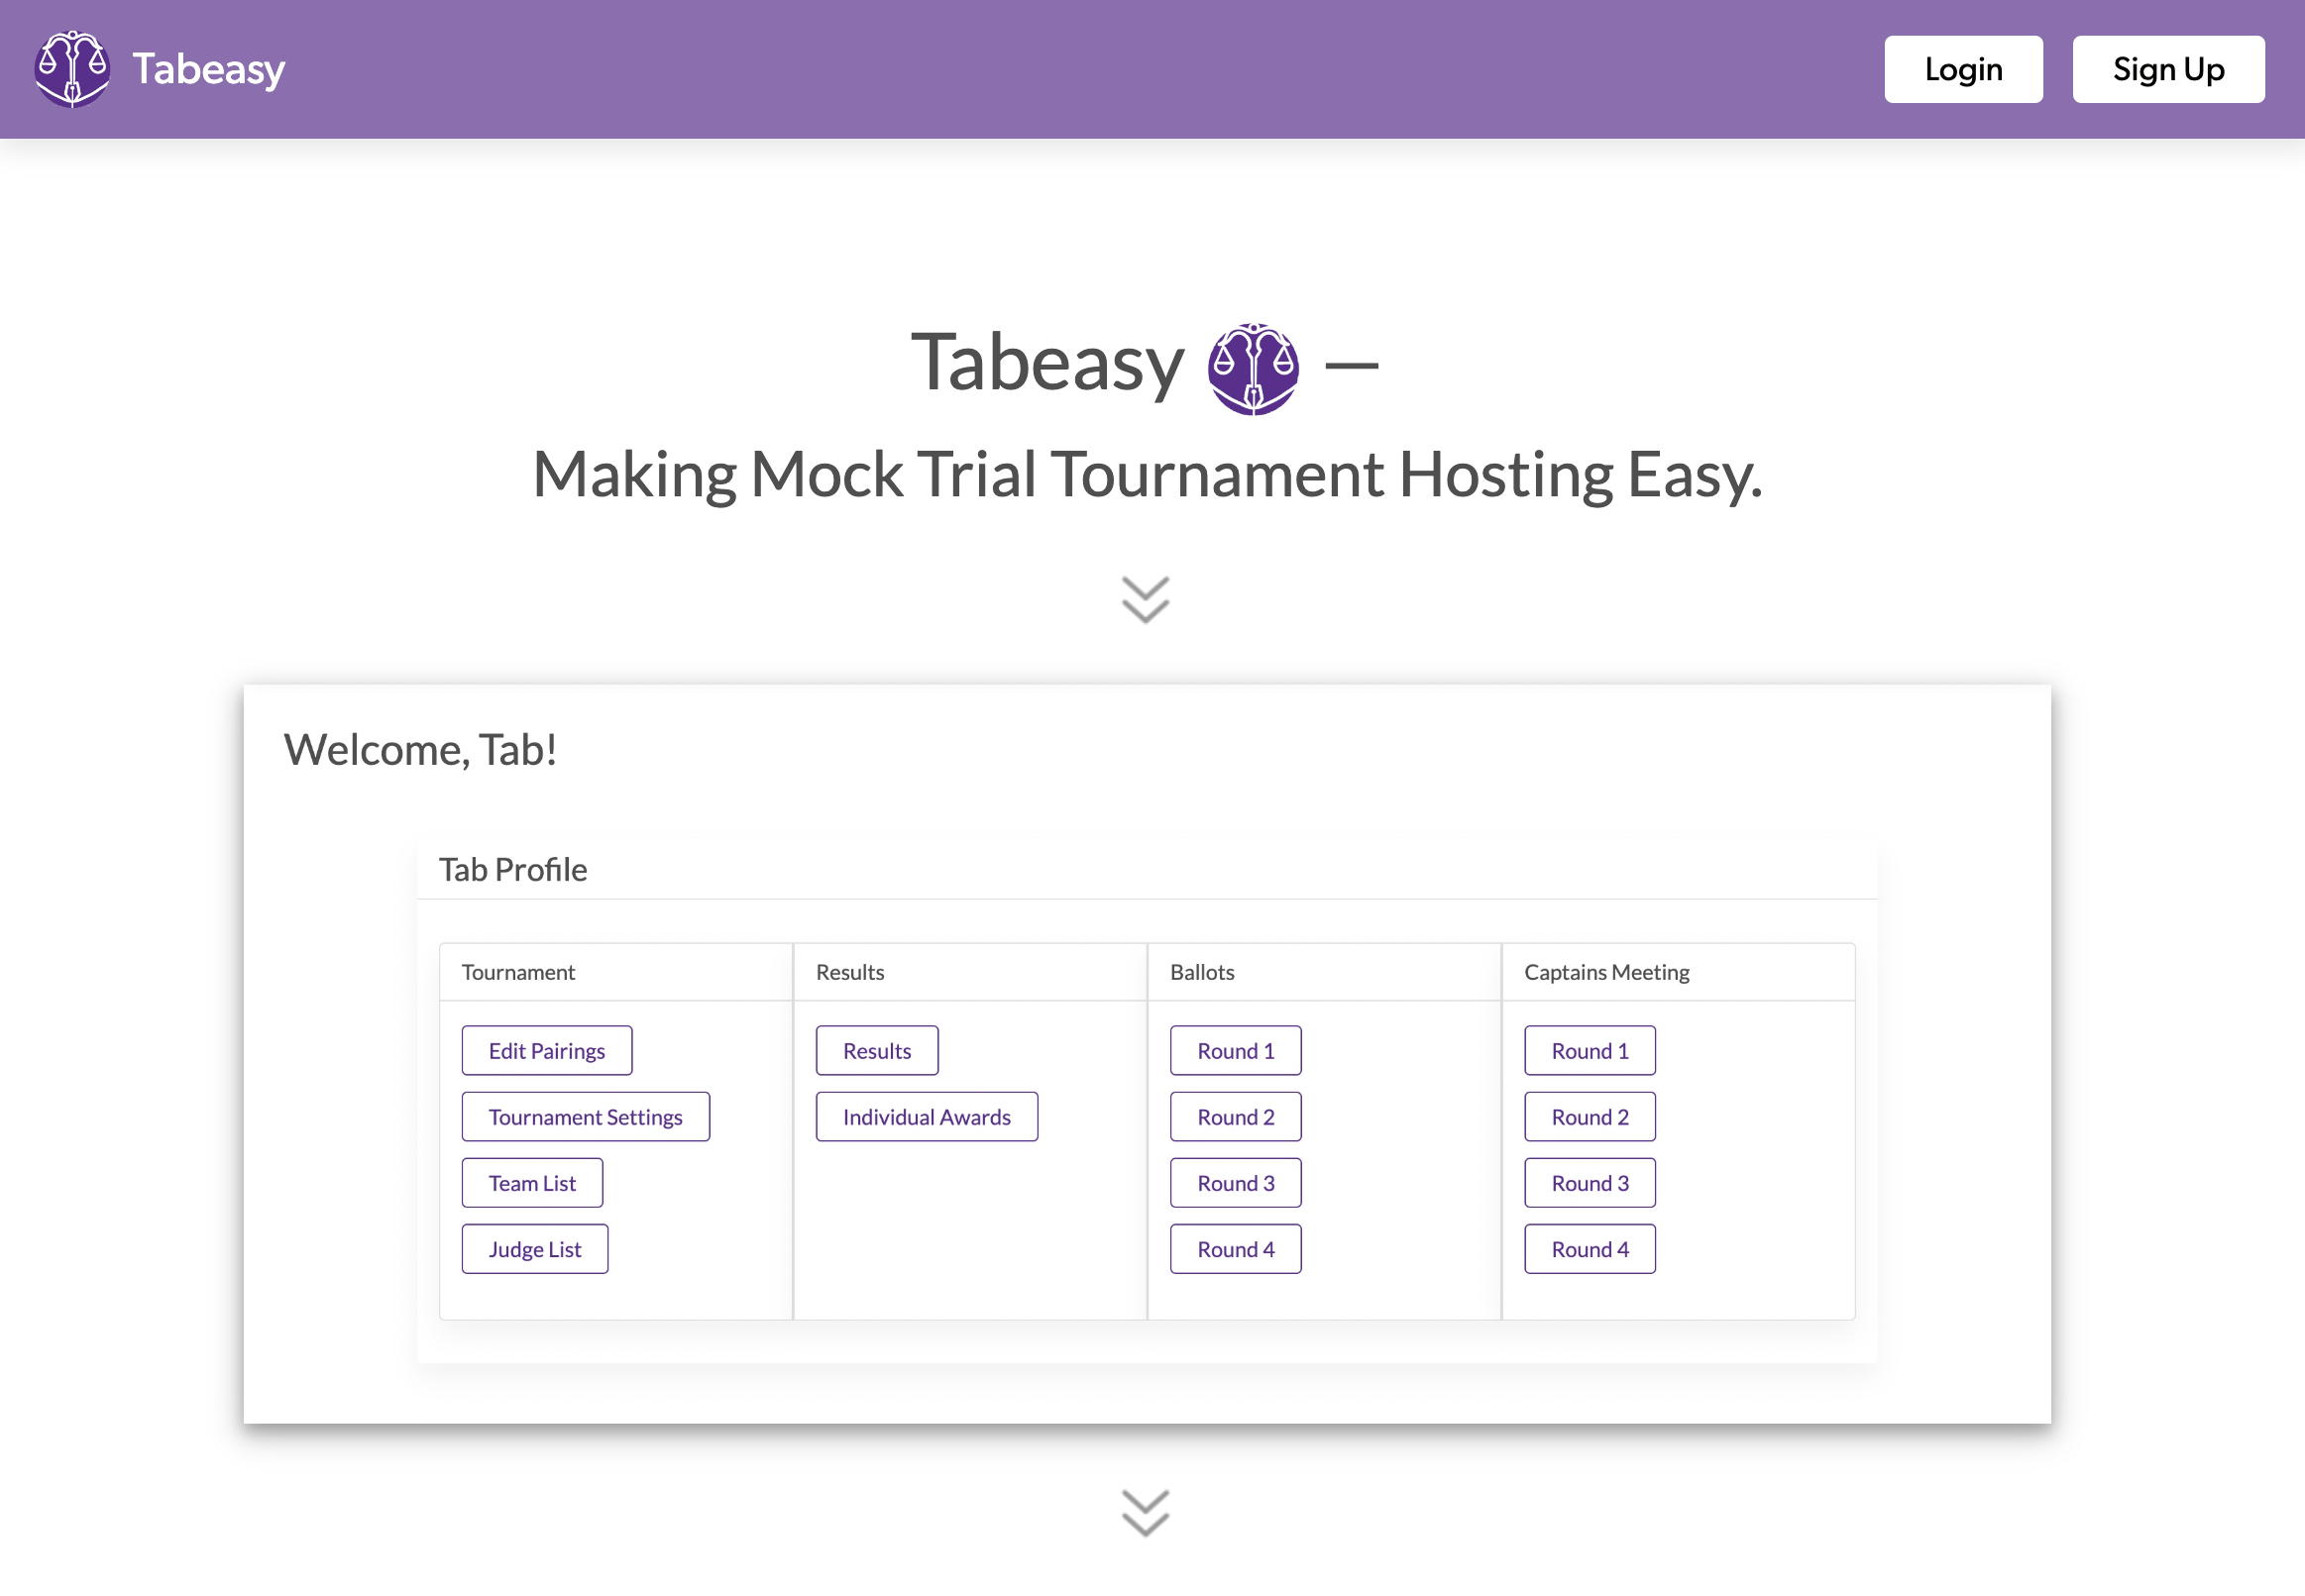 Tabeasy
Login
Sign Up
Tabeasy —
Making Mock Trial Tournament Hosting Easy.
Welcome, Tab!
Tab Profile
Tournament
Edit Pairings
Tournament Settings
Team List
Judge List
Results
Results
Individual Awards
Ballots
Round 1
Round 2
Round 3
Round 4
Captains Meeting
Round 1
Round 2
Round 3
Round 4